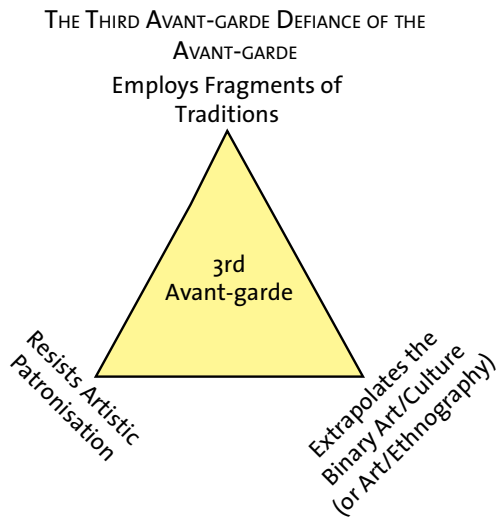 The Third Avant-garde Defiance of the
Avant-garde
Employs Fragments of
Traditions
3rd
Avant-garde
Resists Artistic
Patronisation
Extrapolates the
Binary Art/Culture
(or Art/Ethnography)